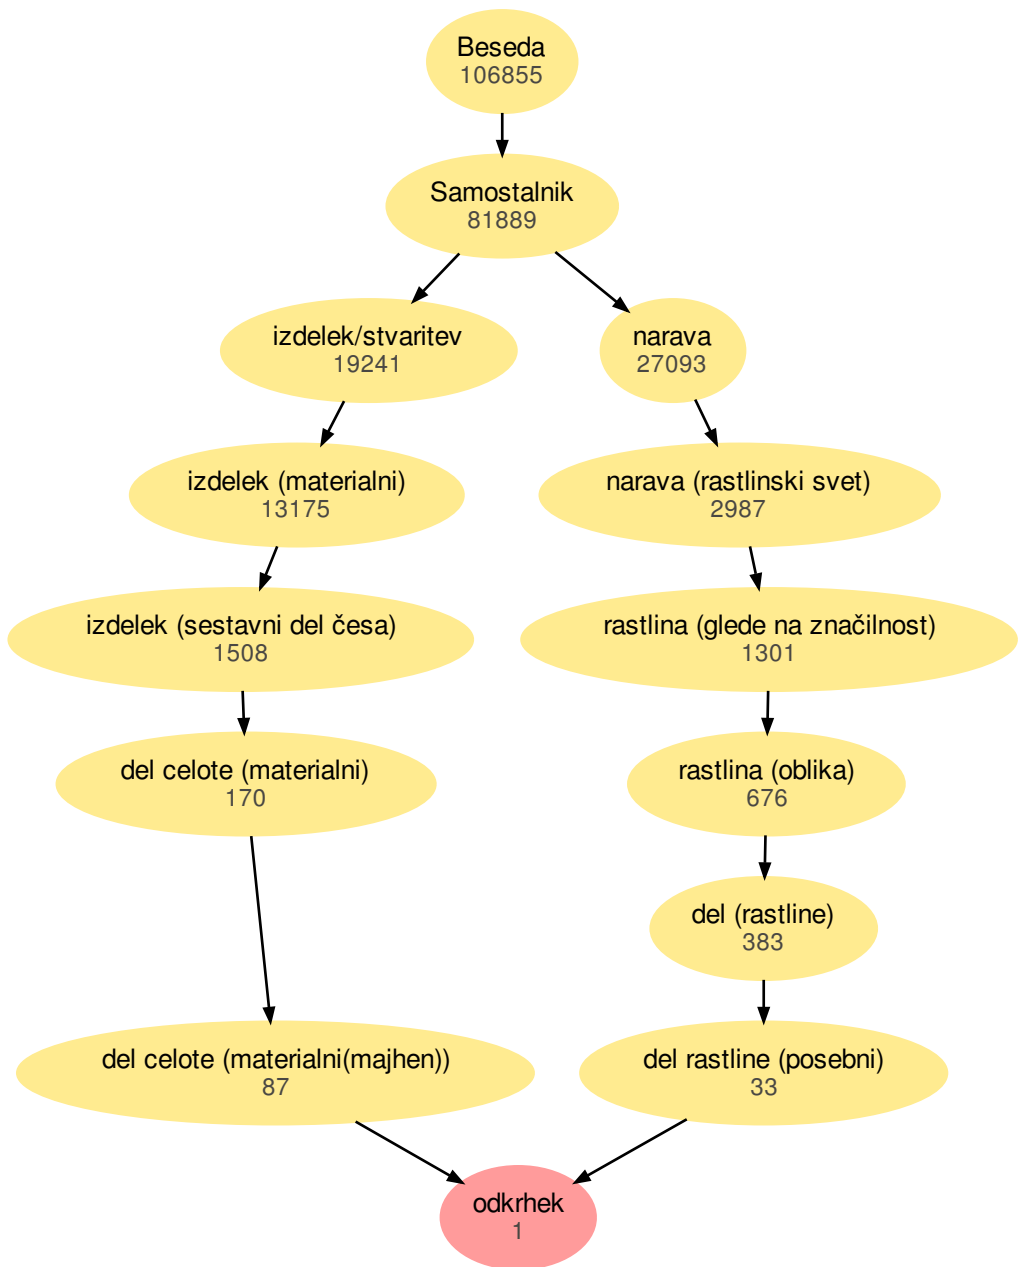 Beseda
106855
Samostalnik
81889
izdelek/stvaritev
19241
narava
27093
izdelek (materialni)
13175
narava (rastlinski svet)
2987
izdelek (sestavni del česa)
1508
rastlina (glede na značilnost)
1301
del celote (materialni)
170
rastlina (oblika)
676
del (rastline)
383
del celote (materialni(majhen))
87
del rastline (posebni)
33
odkrhek
1